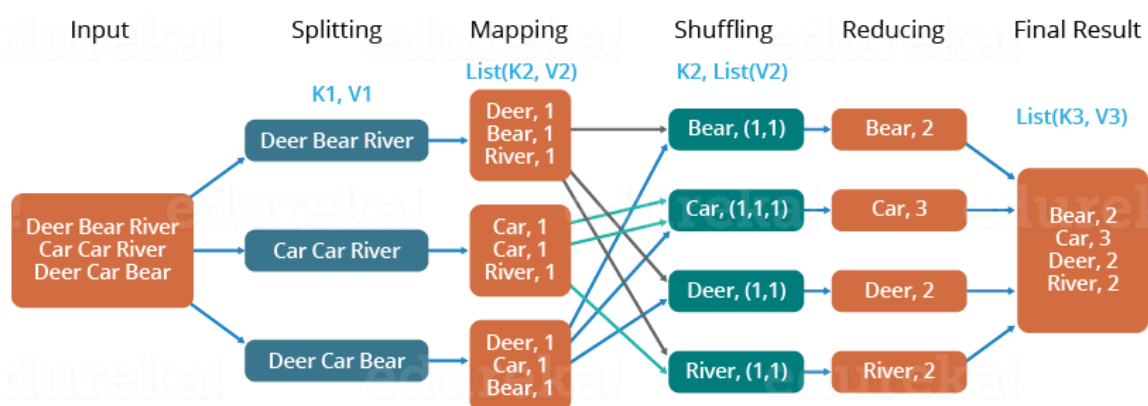 Input
Splitting
Mapping
Shuffling
Reducing
Final Result
K1, V1
List(K2, V2)
K2, List(V2)
List(K3, V3)
Deer Bear River
Car Car River
Deer Car Bear
Deer Bear River
Car Car River
Deer Car Bear
Deer, 1
Bear, 1
River, 1
Car, 1
Car, 1
River, 1
Deer, 1
Car, 1
Bear, 1
Bear, (1,1)
Car, (1,1,1)
Deer, (1,1)
River, (1,1)
Bear, 2
Car, 3
Deer, 2
River, 2
Bear, 2
Car, 3
Deer, 2
River, 2
edureka!